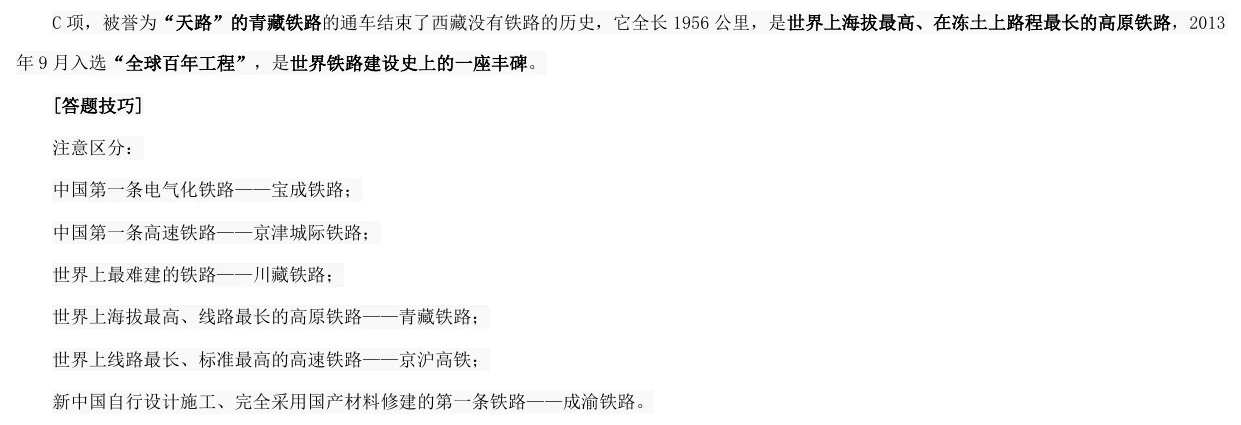 C 项，被誉为“天路”的青藏铁路的通车结束了西藏没有铁路的历史，它全长 1956 公里，是世界上海拔最高、在冻土上路程最长的高原铁路，2013
年 9 月入选“全球百年工程”，是世界铁路建设史上的一座丰碑。
[答题技巧]
注意区分：
中国第一条电气化铁路——宝成铁路；
中国第一条高速铁路——京津城际铁路；
世界上最难建的铁路——川藏铁路；
世界上海拔最高、线路最长的高原铁路——青藏铁路；
世界上线路最长、标准最高的高速铁路——京沪高铁；
新中国自行设计施工、完全采用国产材料修建的第一条铁路——成渝铁路。